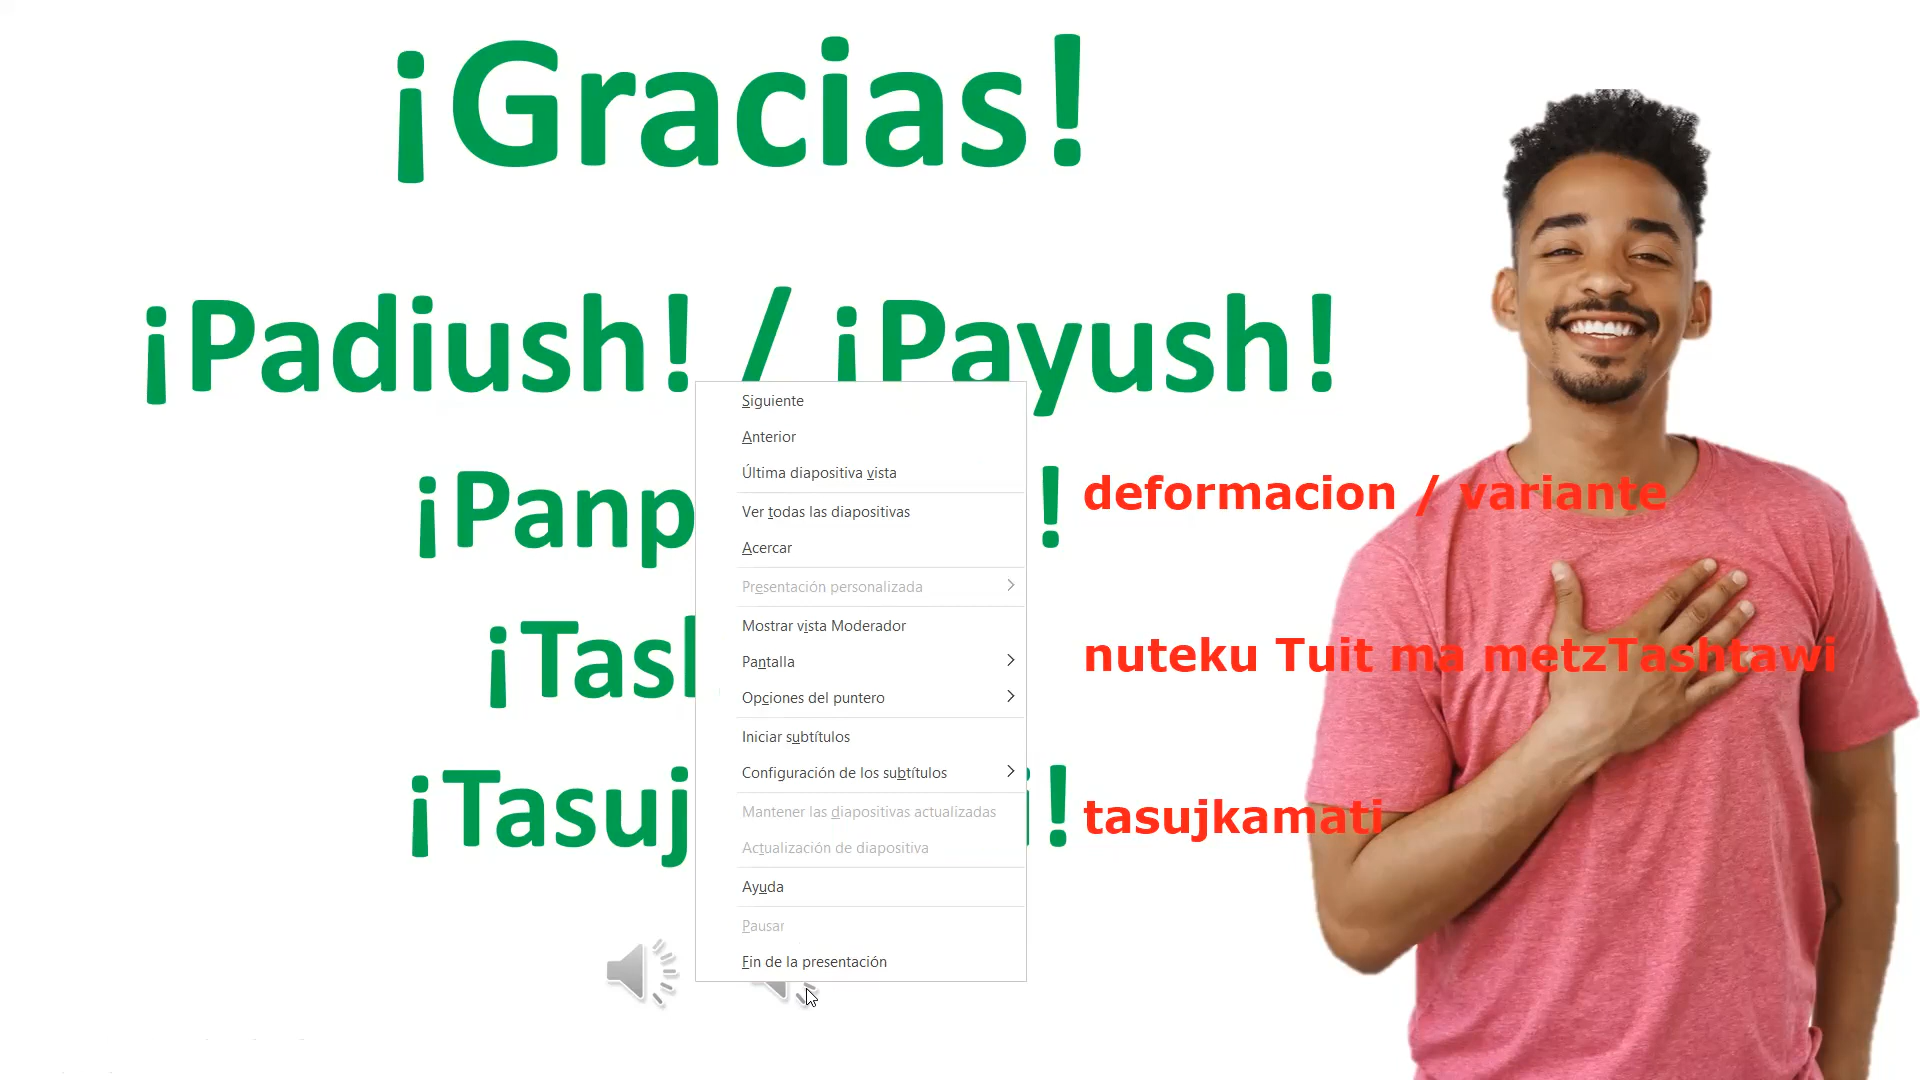 ¡Gracias!
¡Padiush! / ¡Payush!
¡Panp !
deformacion / variante
nuteku Tuit ma metzTashtawi
¡Tasuj i!
tasujkamati
Siguiente
Anterior
Última diapositiva vista
Ver todas las diapositivas
Acercar
Presentación personalizada
Mostrar vista Moderador
Pantalla
Opciones del puntero
Iniciar subtítulos
Configuración de los subtítulos
Mantener las diapositivas actualizadas
Actualización de diapositiva
Ayuda
Pausar
Fin de la presentación